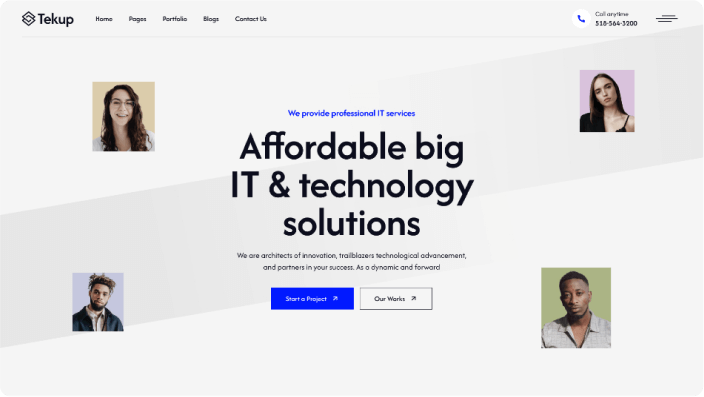 Tekup
Home
Pages
Portfolio
Blogs
Contact Us
Call anytime
518-564-3200
We provide professional IT services
Affordable big
IT & technology
solutions
We are architects of innovation, trailblazers technological advancement,
and partners in your success. As a dynamic and forward
Start a Project
Our Works